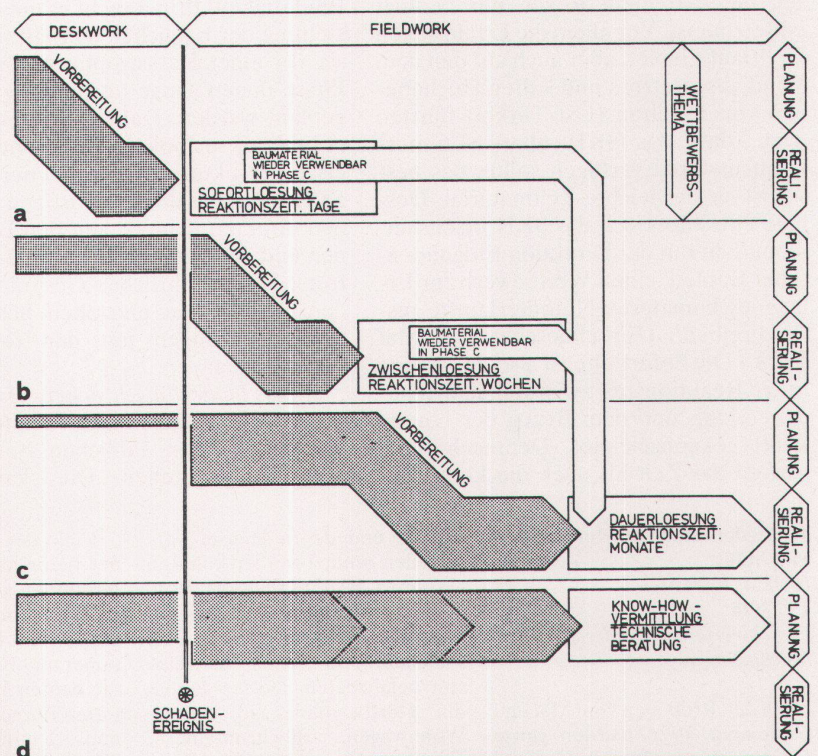 DESKWORK
FIELDWORK
VORBEREITUNG
WETTBEWERBS-
THEMA
PLANUNG
BAUMATERIAL
WIEDER VERWENDBAR
IN PHASE C
SOFORTLOESUNG
REAKTIONSZEIT: TAGE
REALI-
SIERUNG
a
VORBEREITUNG
PLANUNG
BAUMATERIAL
WIEDER VERWENDBAR
IN PHASE C
ZWISCHENLOESUNG
REAKTIONSZEIT: WOCHEN
REALI-
SIERUNG
b
VORBEREITUNG
PLANUNG
DAUERLOESUNG
REAKTIONSZEIT:
MONATE
REALI-
SIERUNG
c
KNOW-HOW -
VERMITTLUNG
TECHNISCHE
BERATUNG
PLANUNG
REALI-
SIERUNG
SCHADEN-
EREIGNIS
d